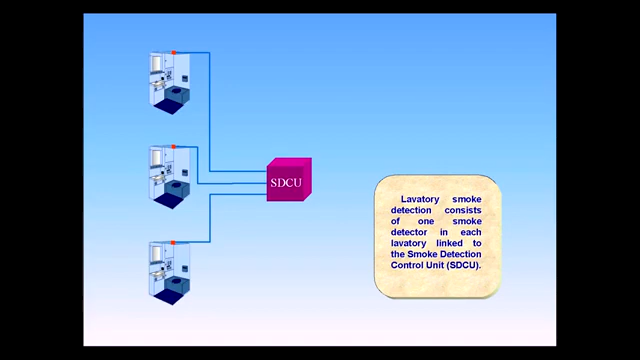 SDCU
Lavatory smoke
detection consists
of one smoke
detector in each
lavatory linked to
the Smoke Detection
Control Unit (SDCU).